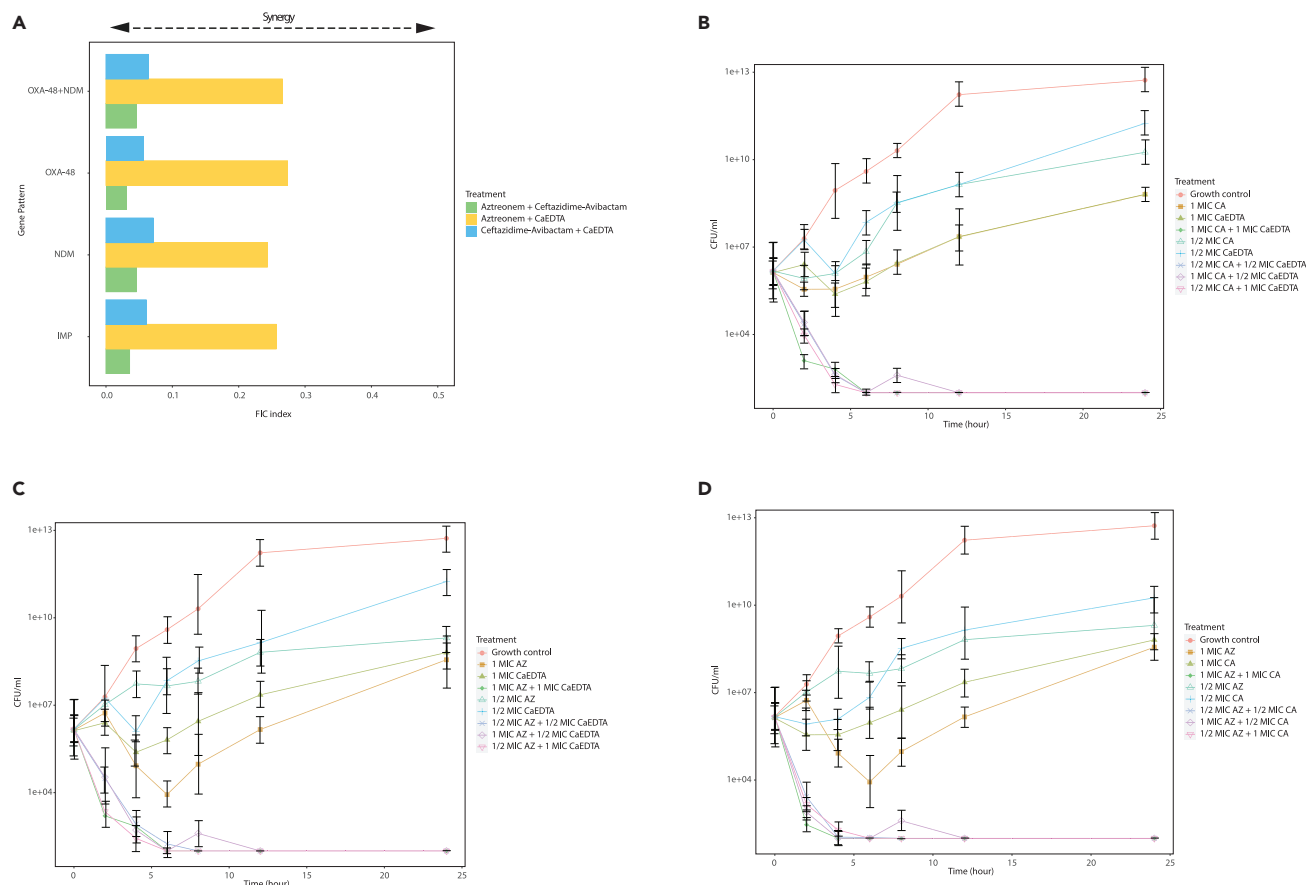 A
Synergy
Gene Pattern
OXA-48+NDM
OXA-48
NDM
IMP
0.0 0.1 0.2 0.3 0.4 0.5
FIC index
Treatment
Aztreonem + Ceftazidime-Avibactam
Aztreonem + CaEDTA
Ceftazidime-Avibactam + CaEDTA
B
CFU/ml
1e+13
1e+10
1e+07
1e+04
0 5 10 15 20 25
Time (hour)
Treatment
Growth control
1 MIC CA
1 MIC CaEDTA
1 MIC CA + 1 MIC CaEDTA
1/2 MIC CA
1/2 MIC CaEDTA
1/2 MIC CA + 1/2 MIC CaEDTA
1 MIC CA + 1/2 MIC CaEDTA
1/2 MIC CA + 1 MIC CaEDTA
C
CFU/ml
1e+13
1e+10
1e+07
1e+04
0 5 10 15 20 25
Time (hour)
Treatment
Growth control
1 MIC AZ
1 MIC CaEDTA
1 MIC AZ + 1 MIC CaEDTA
1/2 MIC AZ
1/2 MIC CaEDTA
1/2 MIC AZ + 1/2 MIC CaEDTA
1 MIC AZ + 1/2 MIC CaEDTA
1/2 MIC AZ + 1 MIC CaEDTA
D
CFU/ml
1e+13
1e+10
1e+07
1e+04
0 5 10 15 20 25
Time (hour)
Treatment
Growth control
1 MIC AZ
1 MIC CA
1 MIC AZ + 1 MIC CA
1/2 MIC AZ
1/2 MIC CA
1/2 MIC AZ + 1/2 MIC CA
1 MIC AZ + 1/2 MIC CA
1/2 MIC AZ + 1 MIC CA